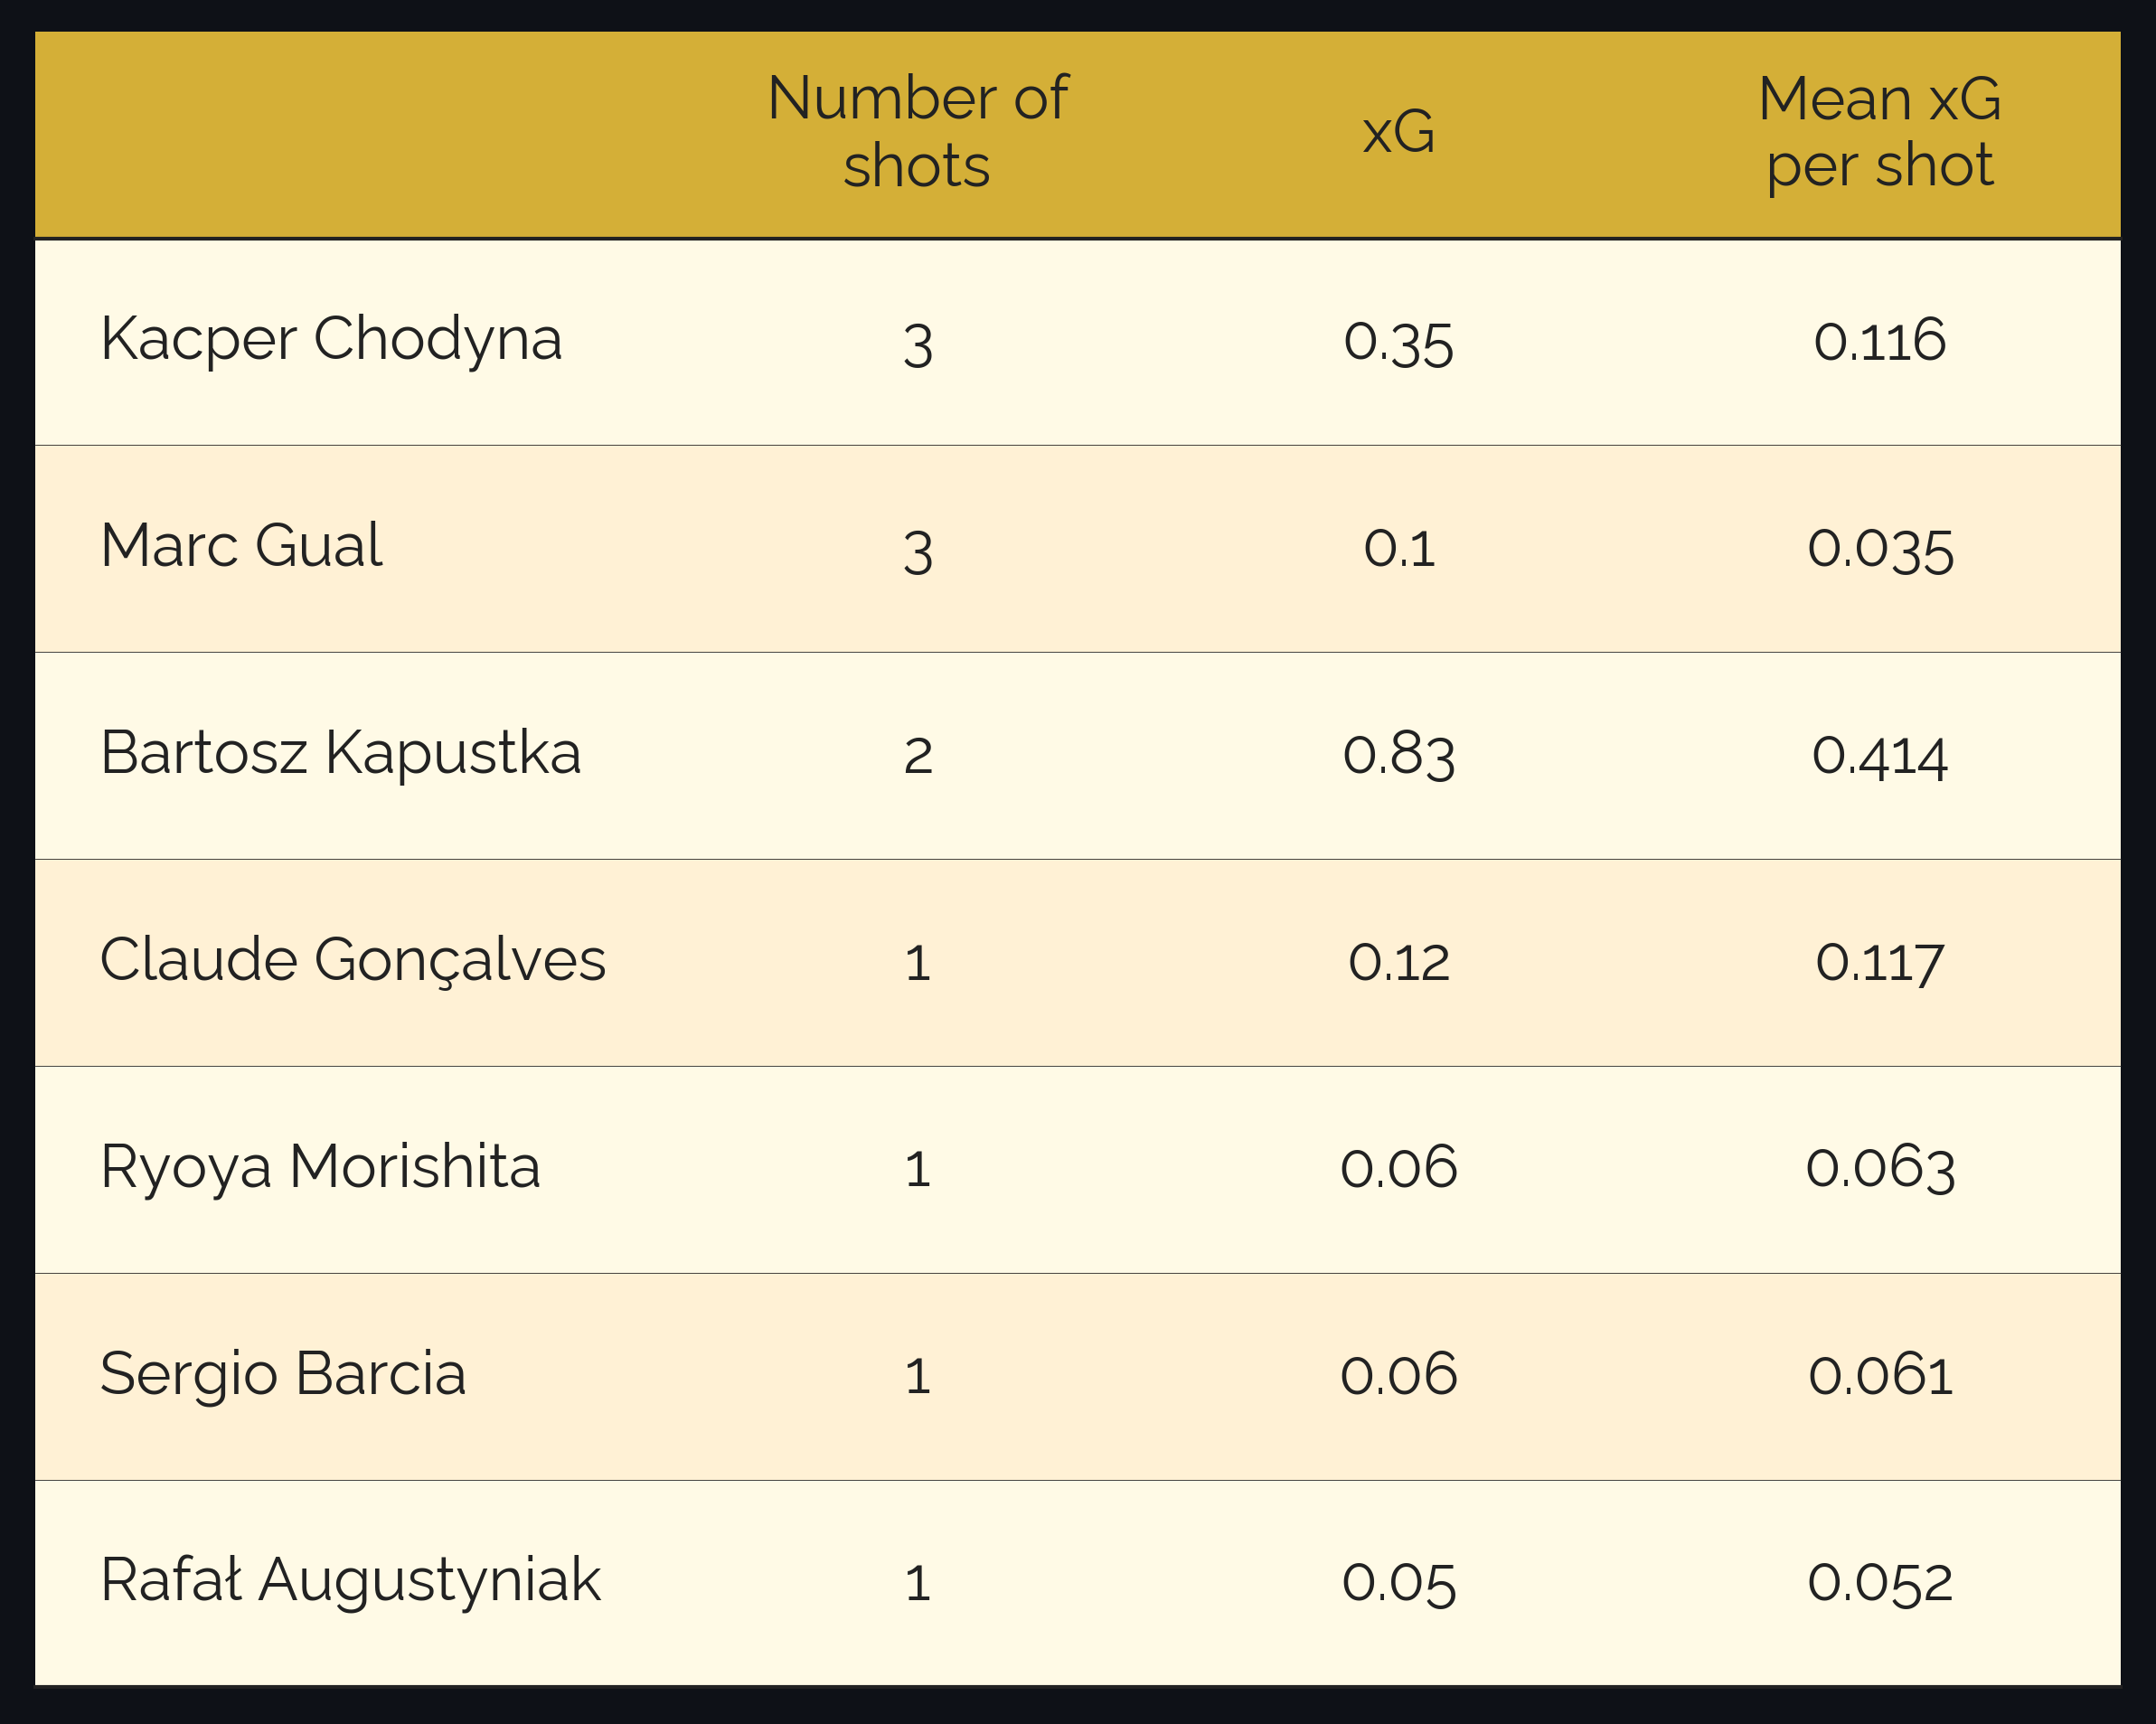 Number of shots xG Mean xG per shot
Kacper Chodyna 3 0.35 0.116
Marc Gual 3 0.1 0.035
Bartosz Kapustka 2 0.83 0.414
Claude Gonçalves 1 0.12 0.117
Ryoya Morishita 1 0.06 0.063
Sergio Barcia 1 0.06 0.061
Rafał Augustyniak 1 0.05 0.052